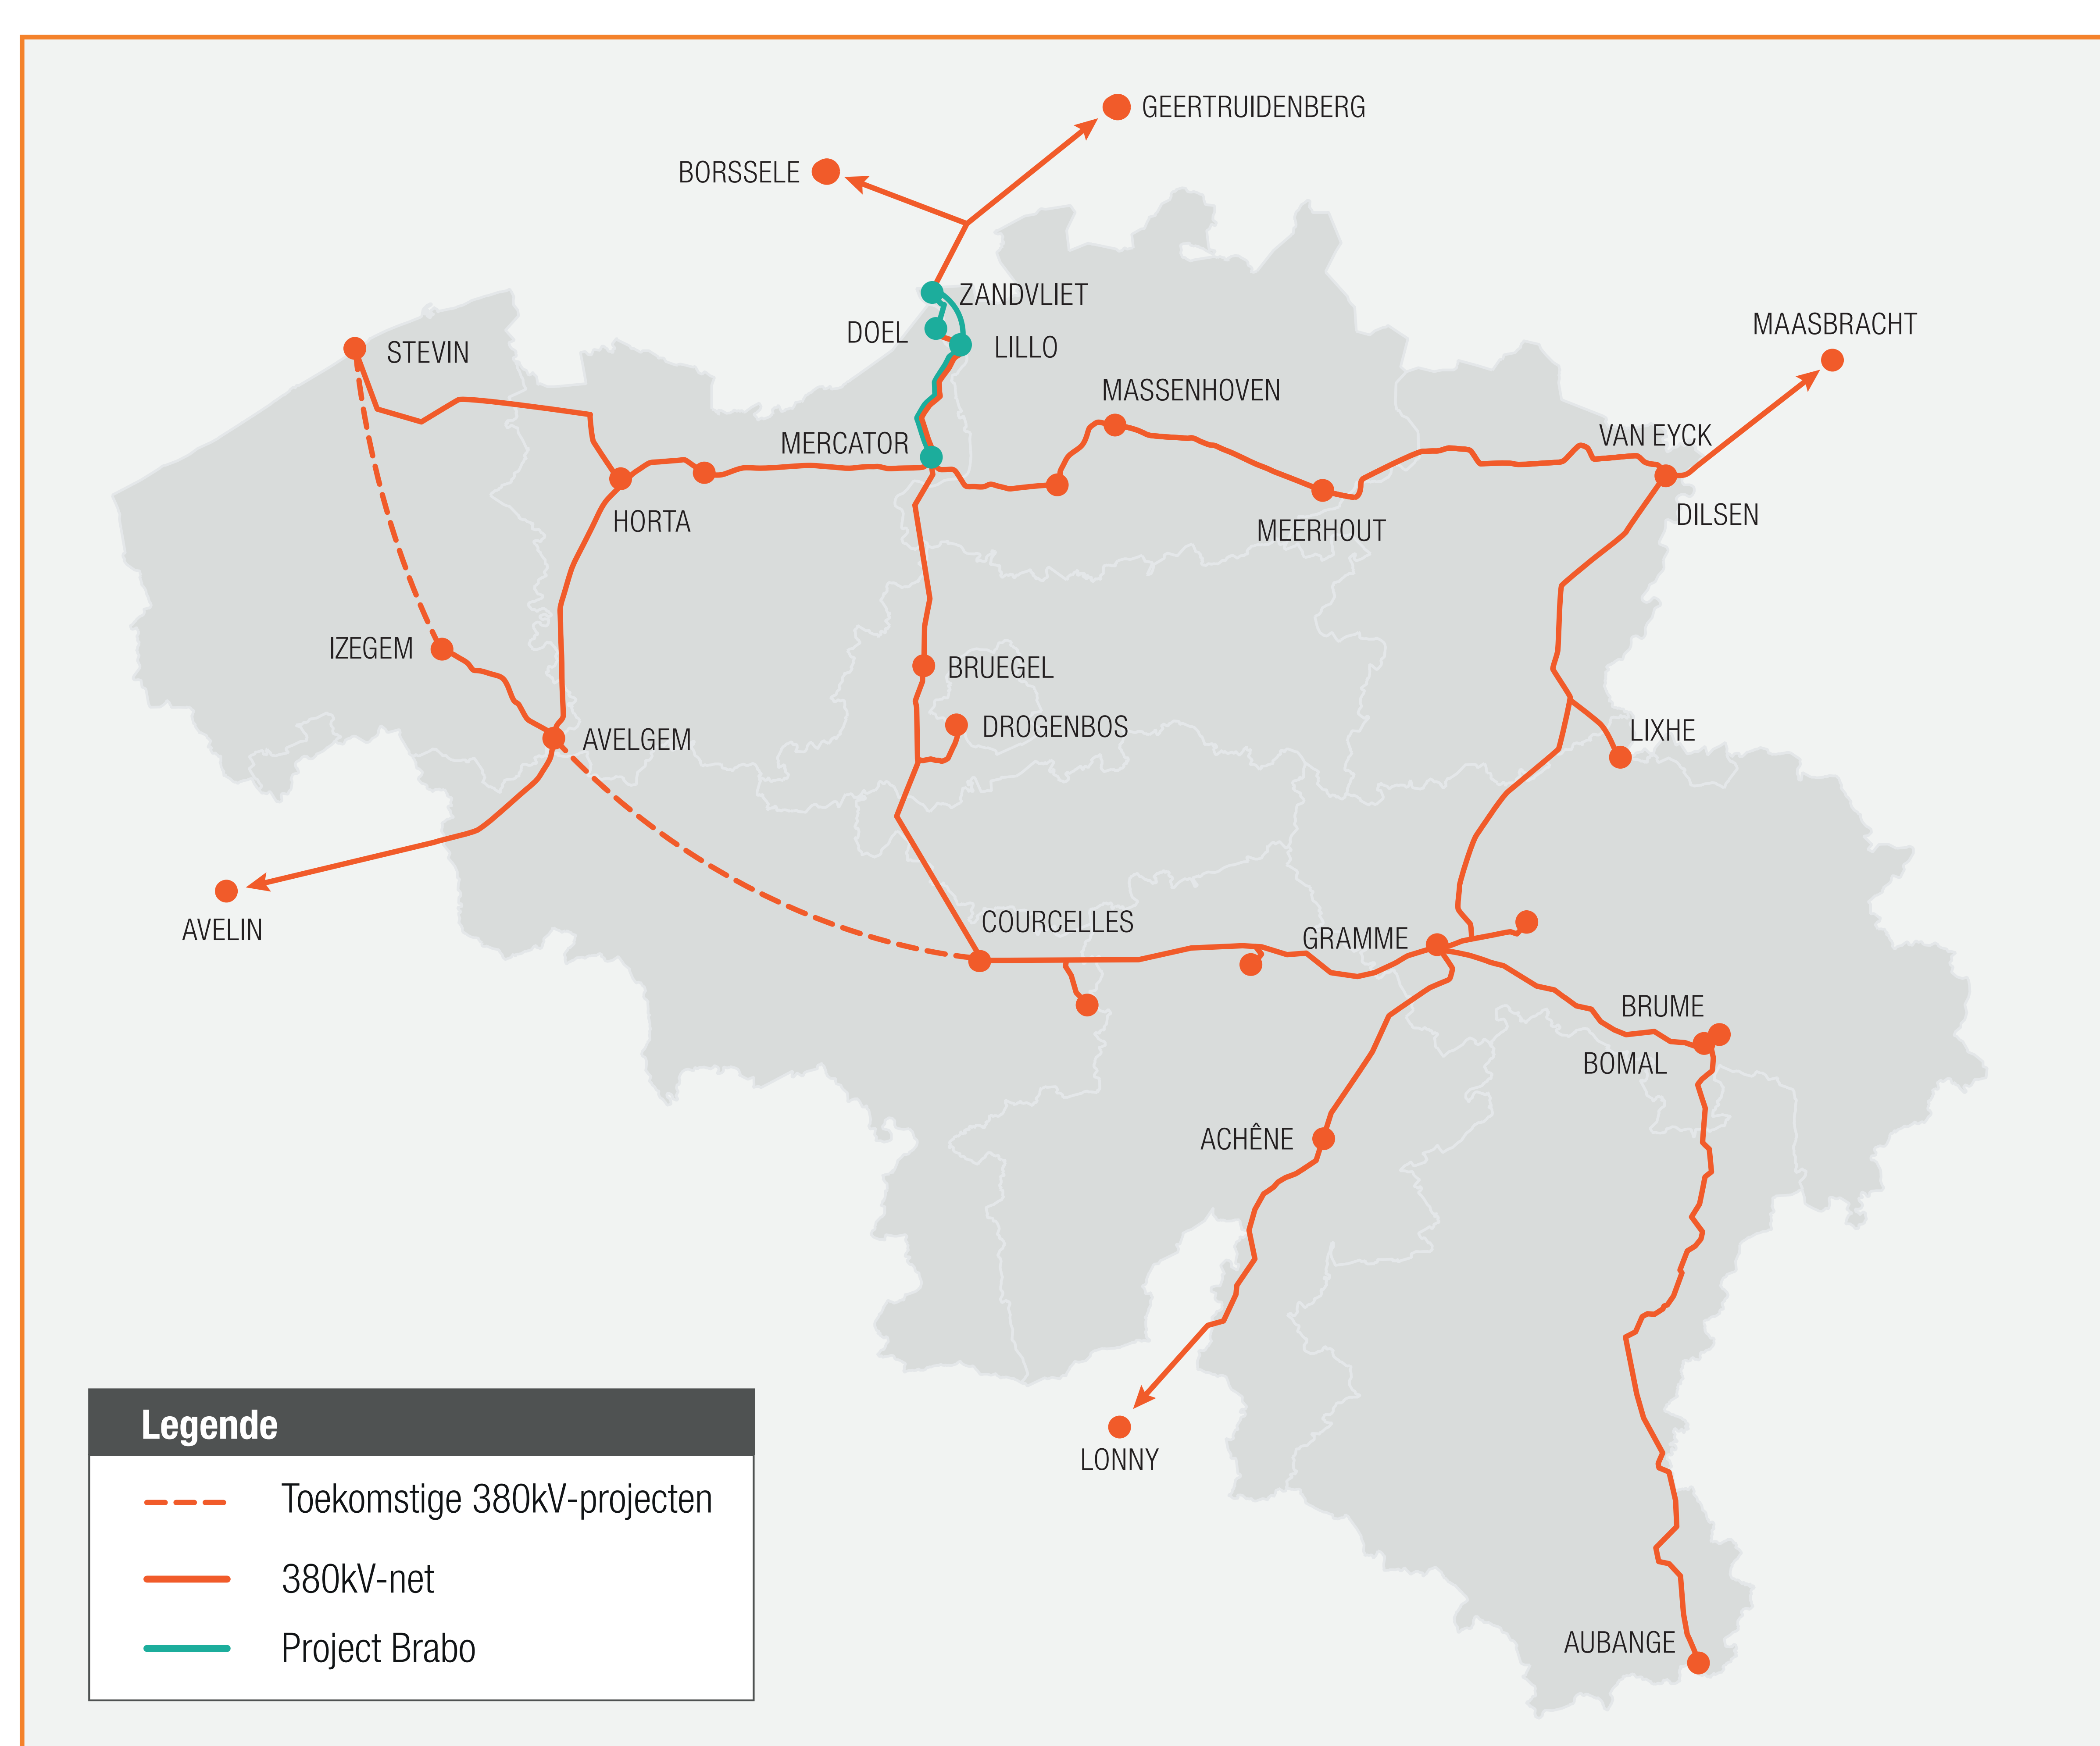 GEERTRUIDENBERG
BORSSELE
ZANDVLIET
DOEL
LILLO
MAASBRACHT
STEVIN
MASSENHOVEN
MERCATOR
VAN EYCK
HORTA
MEERHOUT
DILSEN
IZEGEM
BRUEGEL
DROGENBOS
LIXHE
AVELGEM
AVELIN
COURCELLES
GRAMME
BRUME
BOMAL
ACHÊNE
LONNY
AUBANGE
Legende
Toekomstige 380kV-projecten
380kV-net
Project Brabo